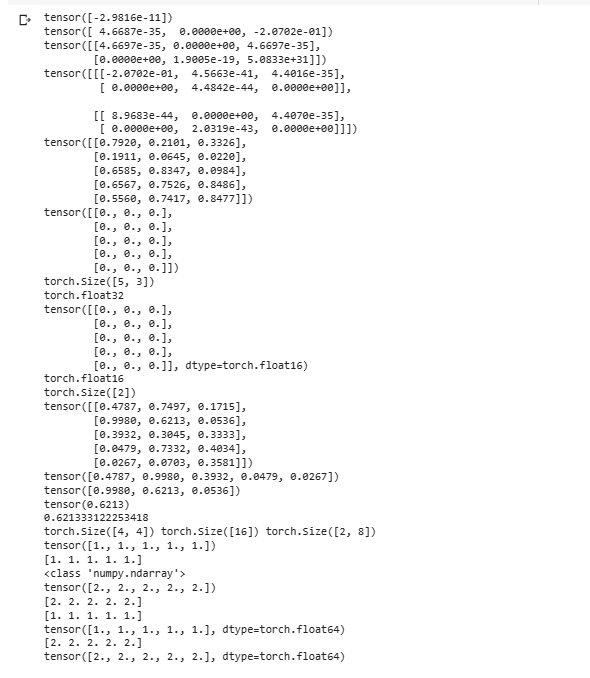 tensor([-2.9816e-11])
tensor([ 4.6687e-35,  0.0000e+00, -2.0702e-01])
tensor([[4.6697e-35, 0.0000e+00, 4.6697e-35],
        [0.0000e+00, 1.9005e-19, 5.0833e+31]])
tensor([[[-2.0702e-01,  4.5663e-41,  4.4016e-35],
         [ 0.0000e+00,  4.4842e-44,  0.0000e+00]],

        [[ 8.9683e-44,  0.0000e+00,  4.4070e-35],
         [ 0.0000e+00,  2.0319e-43,  0.0000e+00]]])
tensor([[0.7920, 0.2101, 0.3326],
        [0.1911, 0.0645, 0.0220],
        [0.6585, 0.8347, 0.0984],
        [0.6567, 0.7526, 0.8486],
        [0.5560, 0.7417, 0.8477]])
tensor([[0., 0., 0.],
        [0., 0., 0.],
        [0., 0., 0.],
        [0., 0., 0.],
        [0., 0., 0.]])
torch.Size([5, 3])
torch.float32
tensor([[0., 0., 0.],
        [0., 0., 0.],
        [0., 0., 0.],
        [0., 0., 0.],
        [0., 0., 0.]], dtype=torch.float16)
torch.float16
torch.Size([2])
tensor([[0.4787, 0.7497, 0.1715],
        [0.9980, 0.6213, 0.0536],
        [0.3932, 0.3045, 0.3333],
        [0.0479, 0.7332, 0.4034],
        [0.0267, 0.0703, 0.3581]])
tensor([0.4787, 0.9980, 0.3932, 0.0479, 0.0267])
tensor([0.9980, 0.6213, 0.0536])
tensor(0.6213)
0.621333122253418
torch.Size([4, 4]) torch.Size([16]) torch.Size([2, 8])
tensor([1., 1., 1., 1., 1.])
[1. 1. 1. 1. 1.]
<class 'numpy.ndarray'>
tensor([2., 2., 2., 2., 2.])
[2. 2. 2. 2. 2.]
[1. 1. 1. 1. 1.]
tensor([1., 1., 1., 1., 1.], dtype=torch.float64)
[2. 2. 2. 2. 2.]
tensor([2., 2., 2., 2., 2.], dtype=torch.float64)